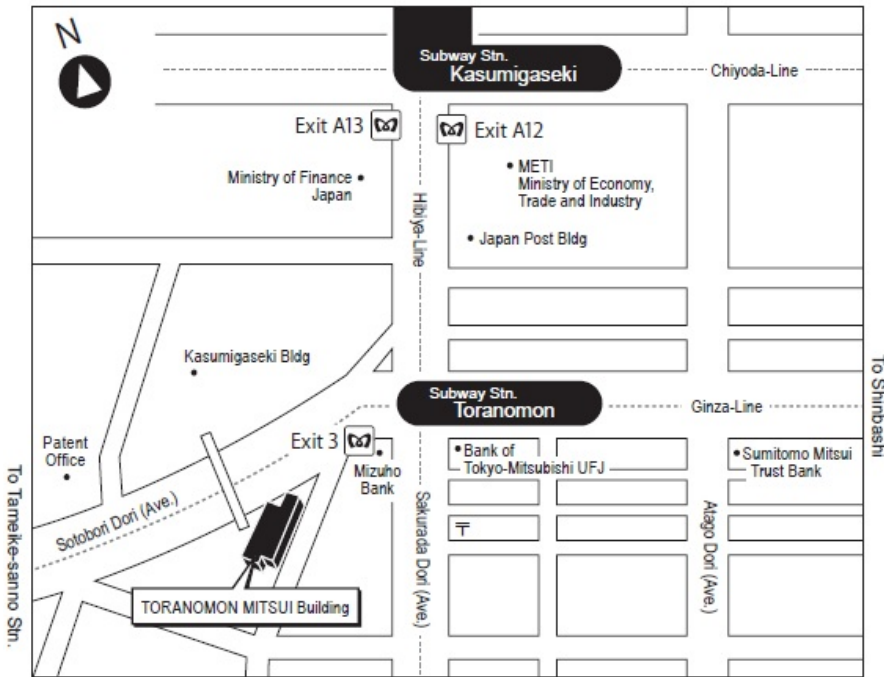 N
Subway Stn.
Kasumigaseki
Chiyoda-Line
Exit A13
Exit A12
Ministry of Finance
Japan
METI
Ministry of Economy,
Trade and Industry
Hibiya-Line
Japan Post Bldg
Kasumigaseki Bldg
To Shinbashi
Subway Stn.
Toranomon
Ginza-Line
Exit 3
Patent
Office
Mizuho
Bank
Bank of
Tokyo-Mitsubishi UFJ
Sumitomo Mitsui
Trust Bank
To Tameike-sanno Stn.
Sotobori Dori (Ave.)
Sakurada Dori (Ave.)
Atago Dori (Ave.)
〒
TORANOMON MITSUI Building